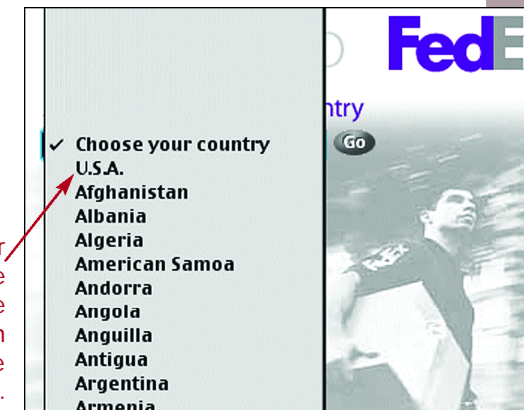 FedE
ntry
✓ Choose your country
Go
U.S.A.
Afghanistan
Albania
Algeria
American Samoa
Andorra
Angola
Anguilla
Antigua
Argentina
Armenia
r
e
e
n
e
.